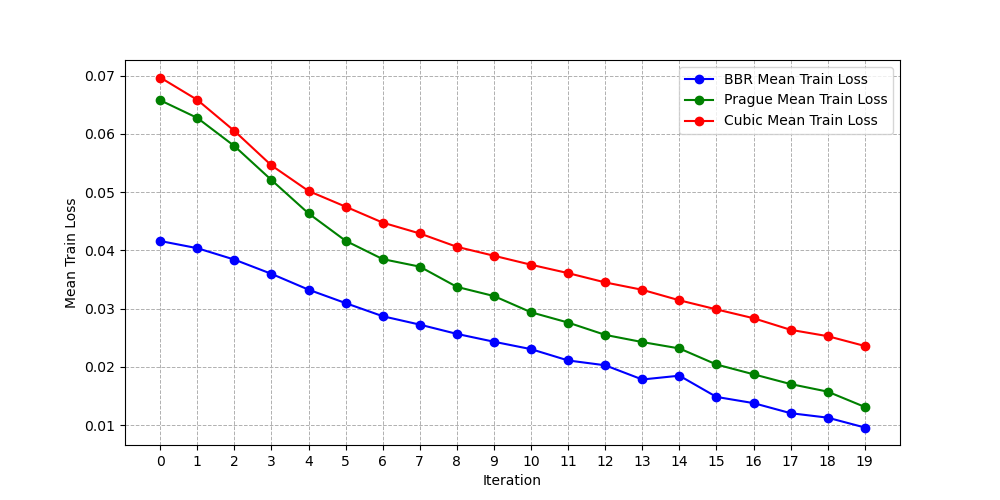 0.07
0.06
0.05
0.04
0.03
0.02
0.01
Mean Train Loss
BBR Mean Train Loss
Prague Mean Train Loss
Cubic Mean Train Loss
0 1 2 3 4 5 6 7 8 9 10 11 12 13 14 15 16 17 18 19
Iteration